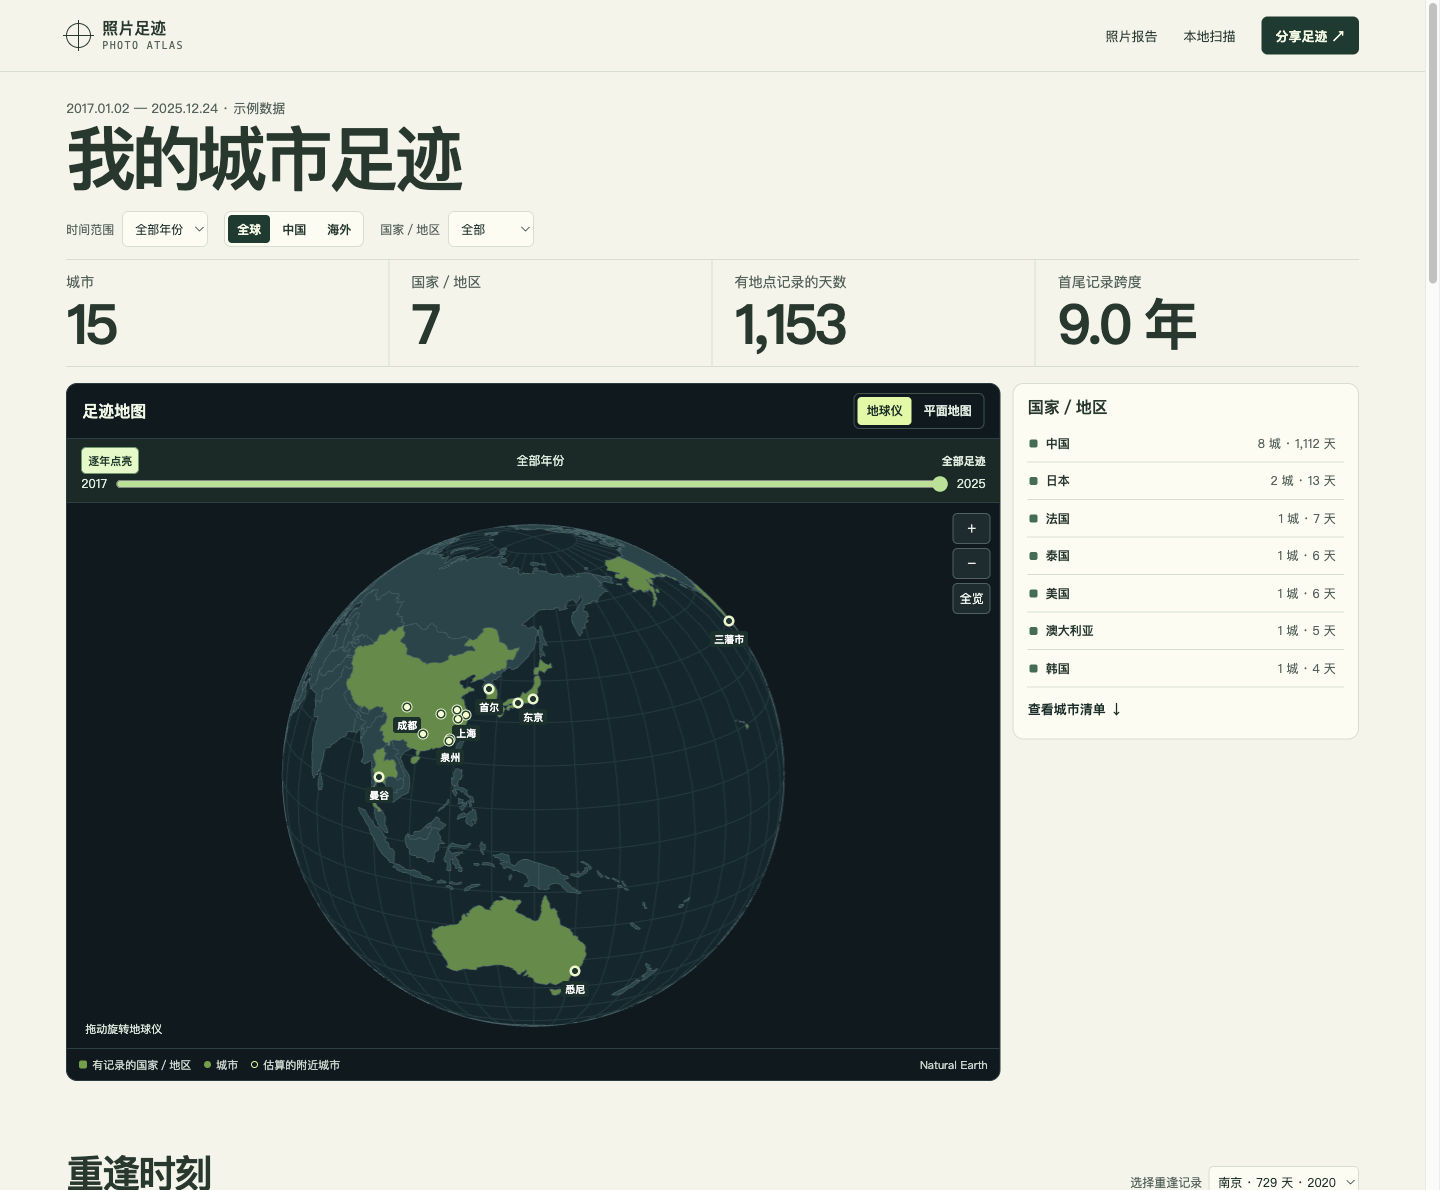 照片足迹
PHOTO ATLAS
照片报告
本地扫描
分享足迹 ↗
2017.01.02 — 2025.12.24 · 示例数据
我的城市足迹
时间范围 全部年份
全球 中国 海外
国家 / 地区 全部
城市
15
国家 / 地区
7
有地点记录的天数
1,153
首尾记录跨度
9.0 年
足迹地图
地球仪 平面地图
逐年点亮 全部年份 全部足迹
2017 2025
+
−
全览
三藩市
首尔
东京
成都
上海
泉州
曼谷
悉尼
拖动旋转地球仪
有记录的国家 / 地区 城市 估算的附近城市
Natural Earth
国家 / 地区
中国 8 城 · 1,112 天
日本 2 城 · 13 天
法国 1 城 · 7 天
泰国 1 城 · 6 天
美国 1 城 · 6 天
澳大利亚 1 城 · 5 天
韩国 1 城 · 4 天
查看城市清单 ↓
重逢时刻
选择重逢记录 南京 · 729 天 · 2020